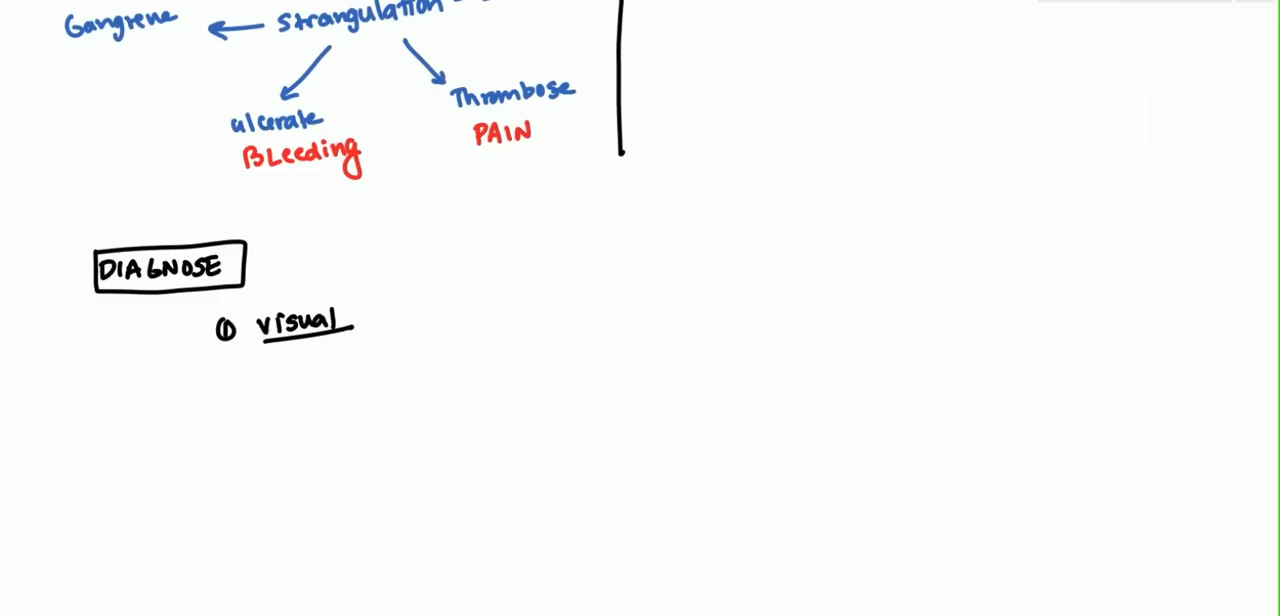 Gangrene ← Strangulation
Thrombose
ulcerate
PAIN
BLeeding
DIAGNOSE
① visual